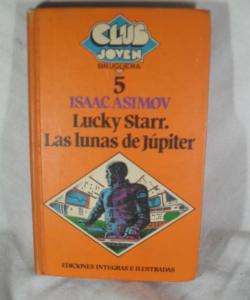 CLUB
JOVEN
BRUGUERA
5
ISAAC ASIMOV
Lucky Starr.
Las lunas de Júpiter
EDICIONES INTEGRAS E ILUSTRADAS